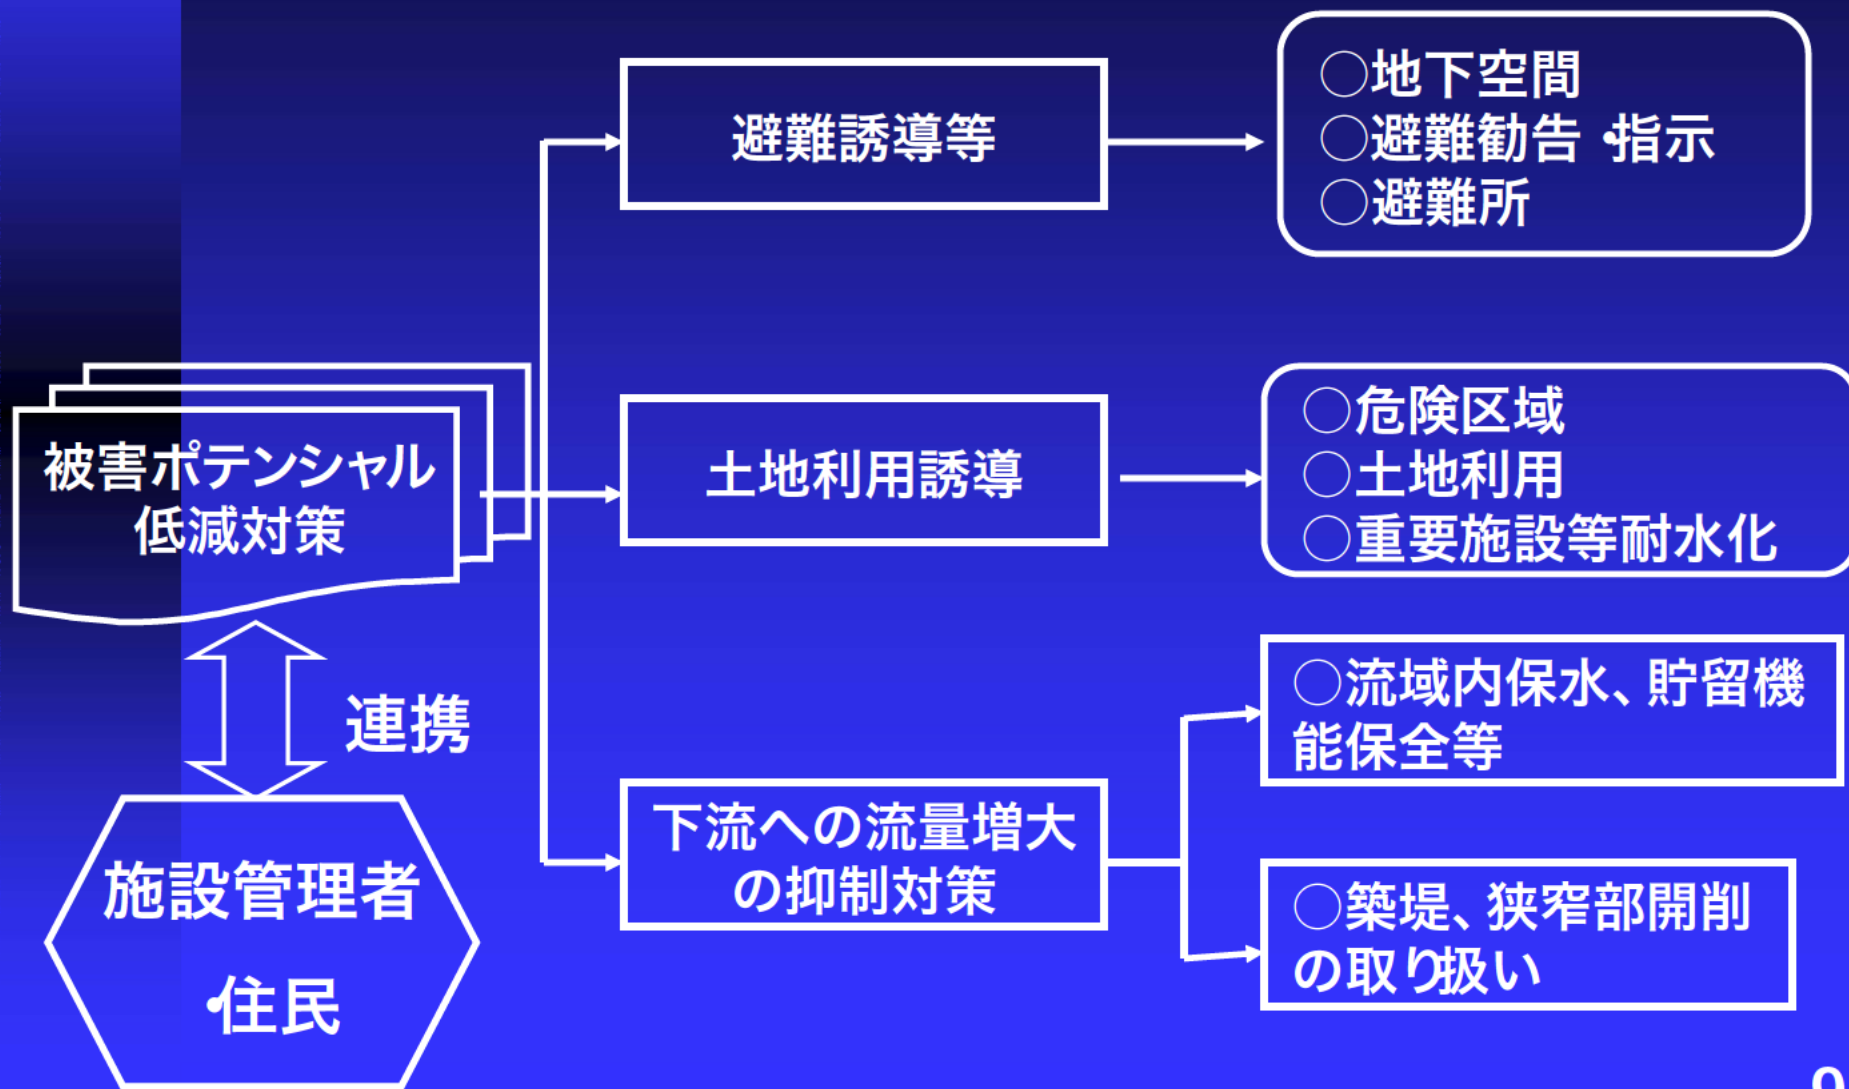 避難誘導等
○地下空間
○避難勧告・指示
○避難所
被害ポテンシャル
低減対策
土地利用誘導
○危険区域
○土地利用
○重要施設等耐水化
連携
下流への流量増大
の抑制対策
○流域内保水、貯留機
能保全等
○築堤、狭窄部開削
の取り扱い
施設管理者
・住民